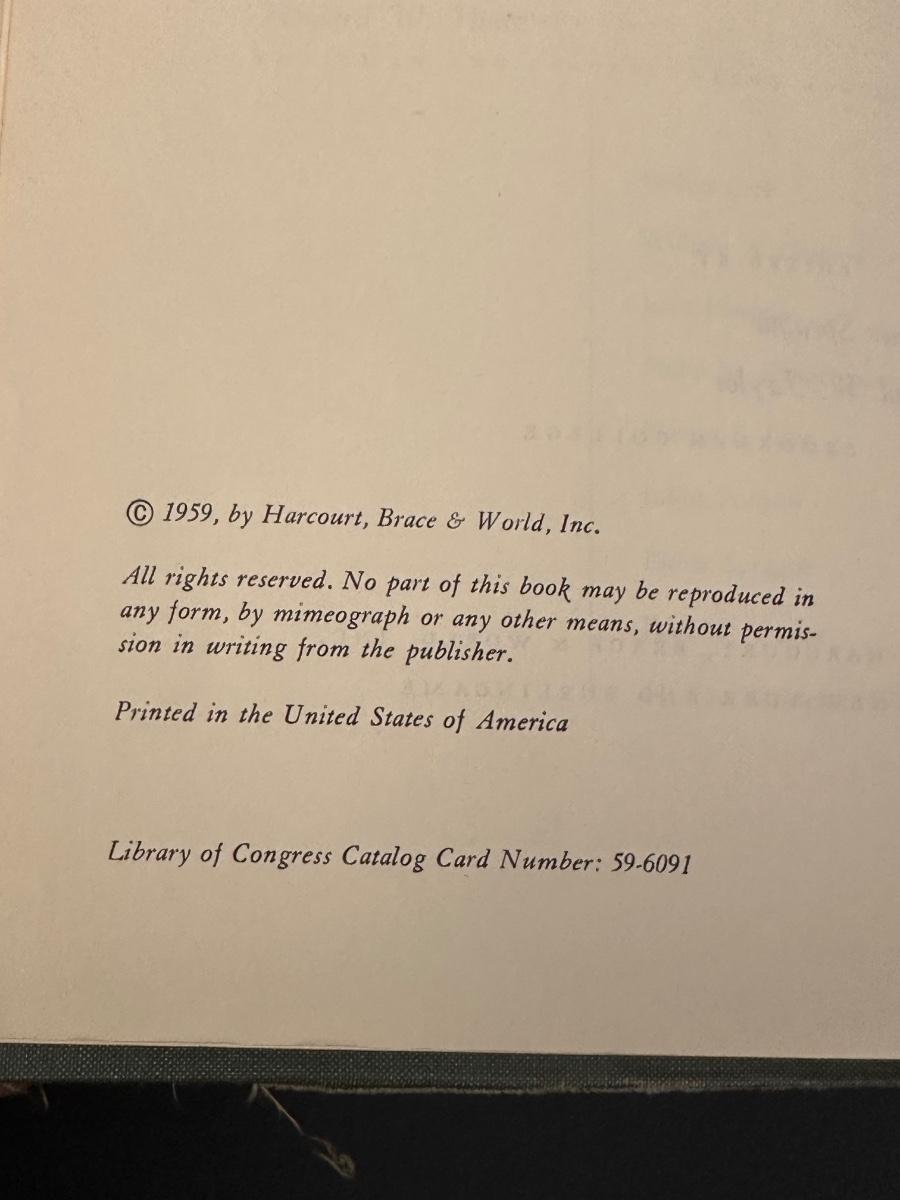 © 1959, by Harcourt, Brace & World, Inc.
All rights reserved. No part of this book may be reproduced in
any form, by mimeograph or any other means, without permis-
sion in writing from the publisher.
Printed in the United States of America
Library of Congress Catalog Card Number: 59-6091